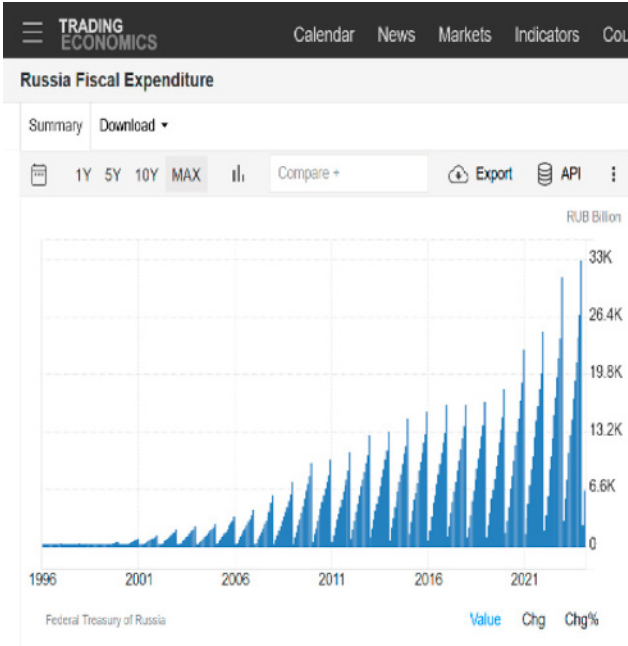 TRADING
ECONOMICS
Calendar News Markets Indicators Cou
Russia Fiscal Expenditure
Summary Download
1Y 5Y 10Y MAX Compare + Export API
RUB Billion
33K
26.4K
19.8K
13.2K
6.6K
0
1996 2001 2006 2011 2016 2021
Federal Treasury of Russia Value Chg Chg%